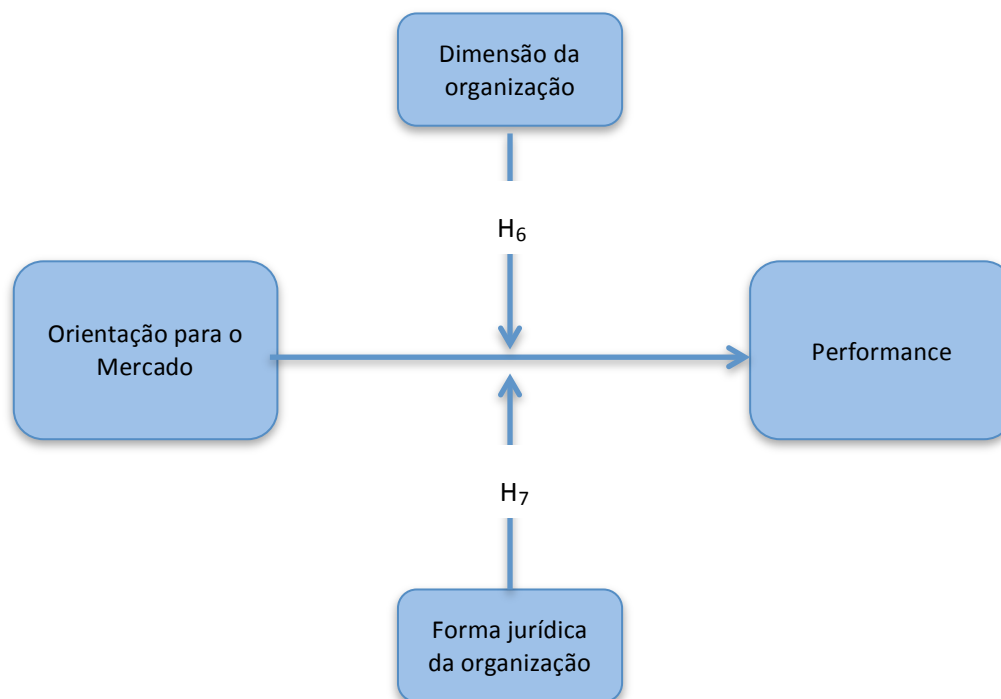 Dimensão da
organização
H₆
Orientação para o
Mercado
Performance
H₇
Forma jurídica
da organização